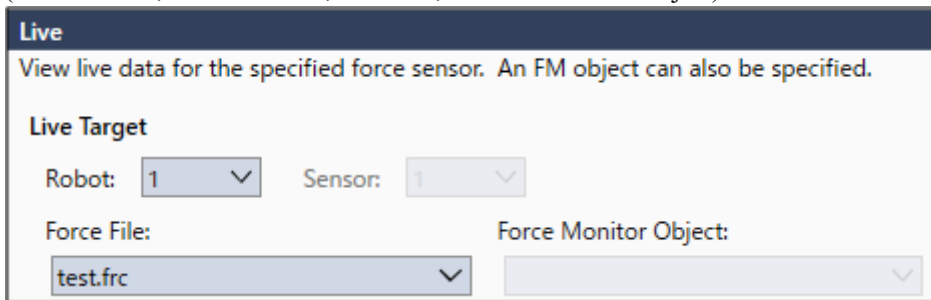 Live
View live data for the specified force sensor.  An FM object can also be specified.
Live Target
Robot: 1 Sensor: 1
Force File: Force Monitor Object:
test.frc